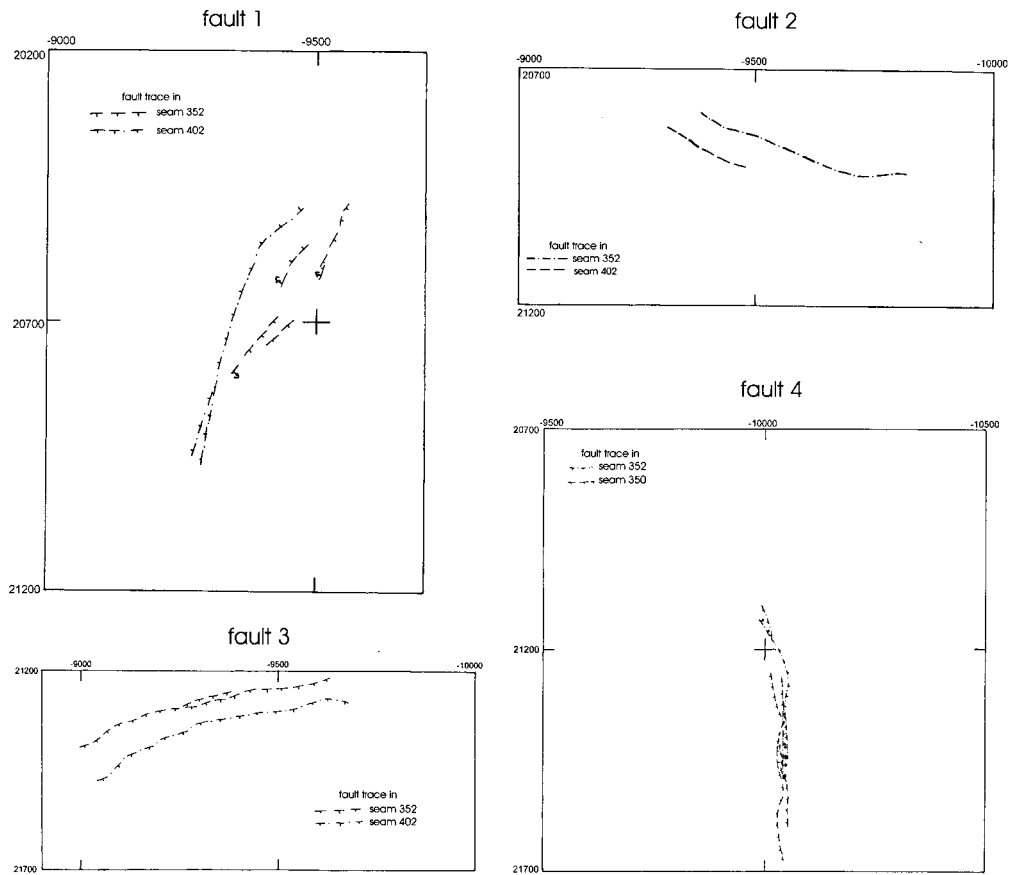 fault 1
-9000
-9500
20200
fault trace in
seam 352
seam 402
20700
21200
fault 2
-9000
-9500
-10000
20700
fault trace in
seam 352
seam 402
21200
fault 3
-9000
-9500
-10000
21200
fault trace in
seam 352
seam 402
21700
fault 4
-9500
-10000
-10500
20700
fault trace in
seam 352
seam 350
21200
21700